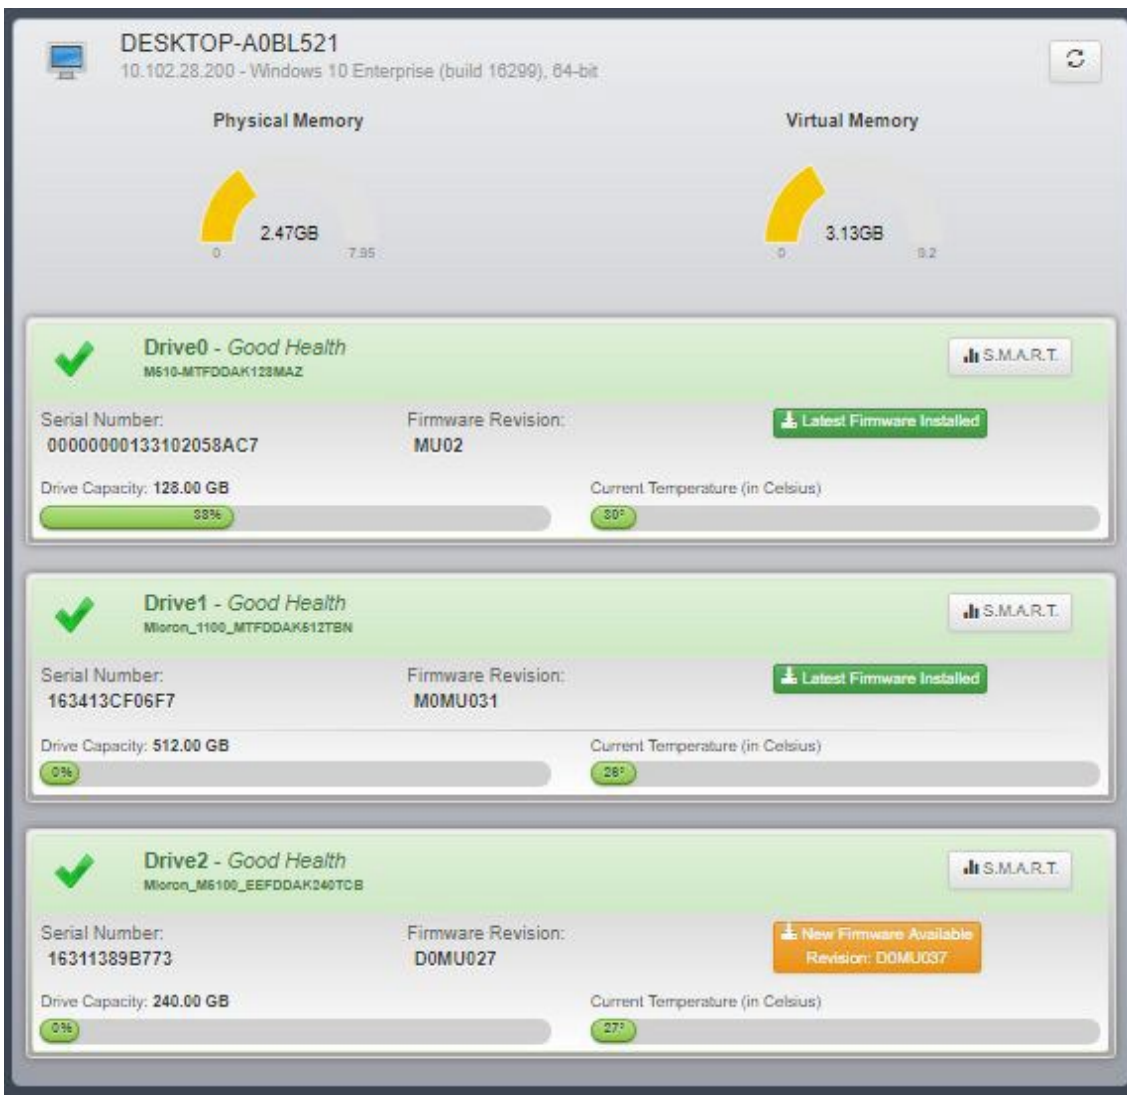 DESKTOP-A0BL521
10.102.28.200 - Windows 10 Enterprise (build 16299), 64-bit
Physical Memory
Virtual Memory
2.47GB
0
7.95
3.13GB
0
9.2
Drive0 - Good Health
S.M.A.R.T.
M510-MTFDDAK128MAZ
Serial Number:
Firmware Revision:
Latest Firmware Installed
00000000133102058AC7
MU02
Drive Capacity: 128.00 GB
Current Temperature (in Celsius)
38%
30°
Drive1 - Good Health
S.M.A.R.T.
Micron_1100_MTFDDAK512TBN
Serial Number:
Firmware Revision:
Latest Firmware Installed
163413CF06F7
M0MU031
Drive Capacity: 512.00 GB
Current Temperature (in Celsius)
0%
Drive2 - Good Health
S.M.A.R.T.
Micron_M5100_EEFDDAK240TCB
Serial Number:
Firmware Revision:
New Firmware Available
Revision: D0MU037
16311389B773
D0MU027
Drive Capacity: 240.00 GB
Current Temperature (in Celsius)
0%
27°